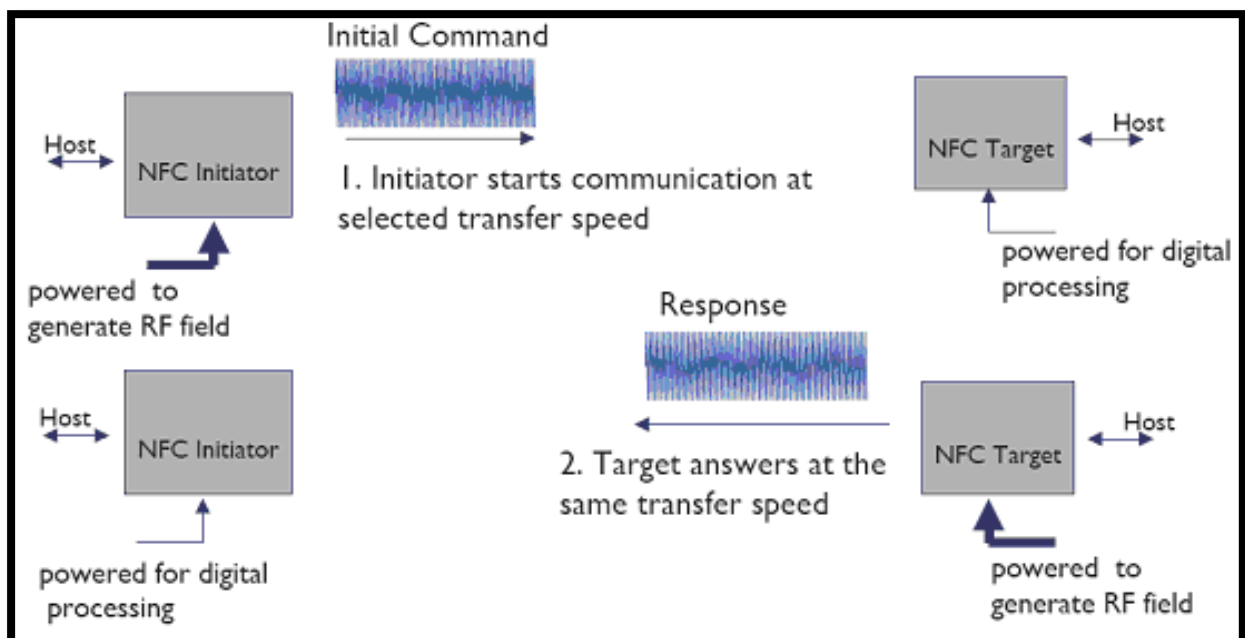 Initial Command
Host
NFC Initiator
1. Initiator starts communication at
selected transfer speed
NFC Target
Host
powered to
generate RF field
powered for digital
processing
Response
Host
NFC Initiator
2. Target answers at the
same transfer speed
NFC Target
Host
powered for digital
processing
powered to
generate RF field